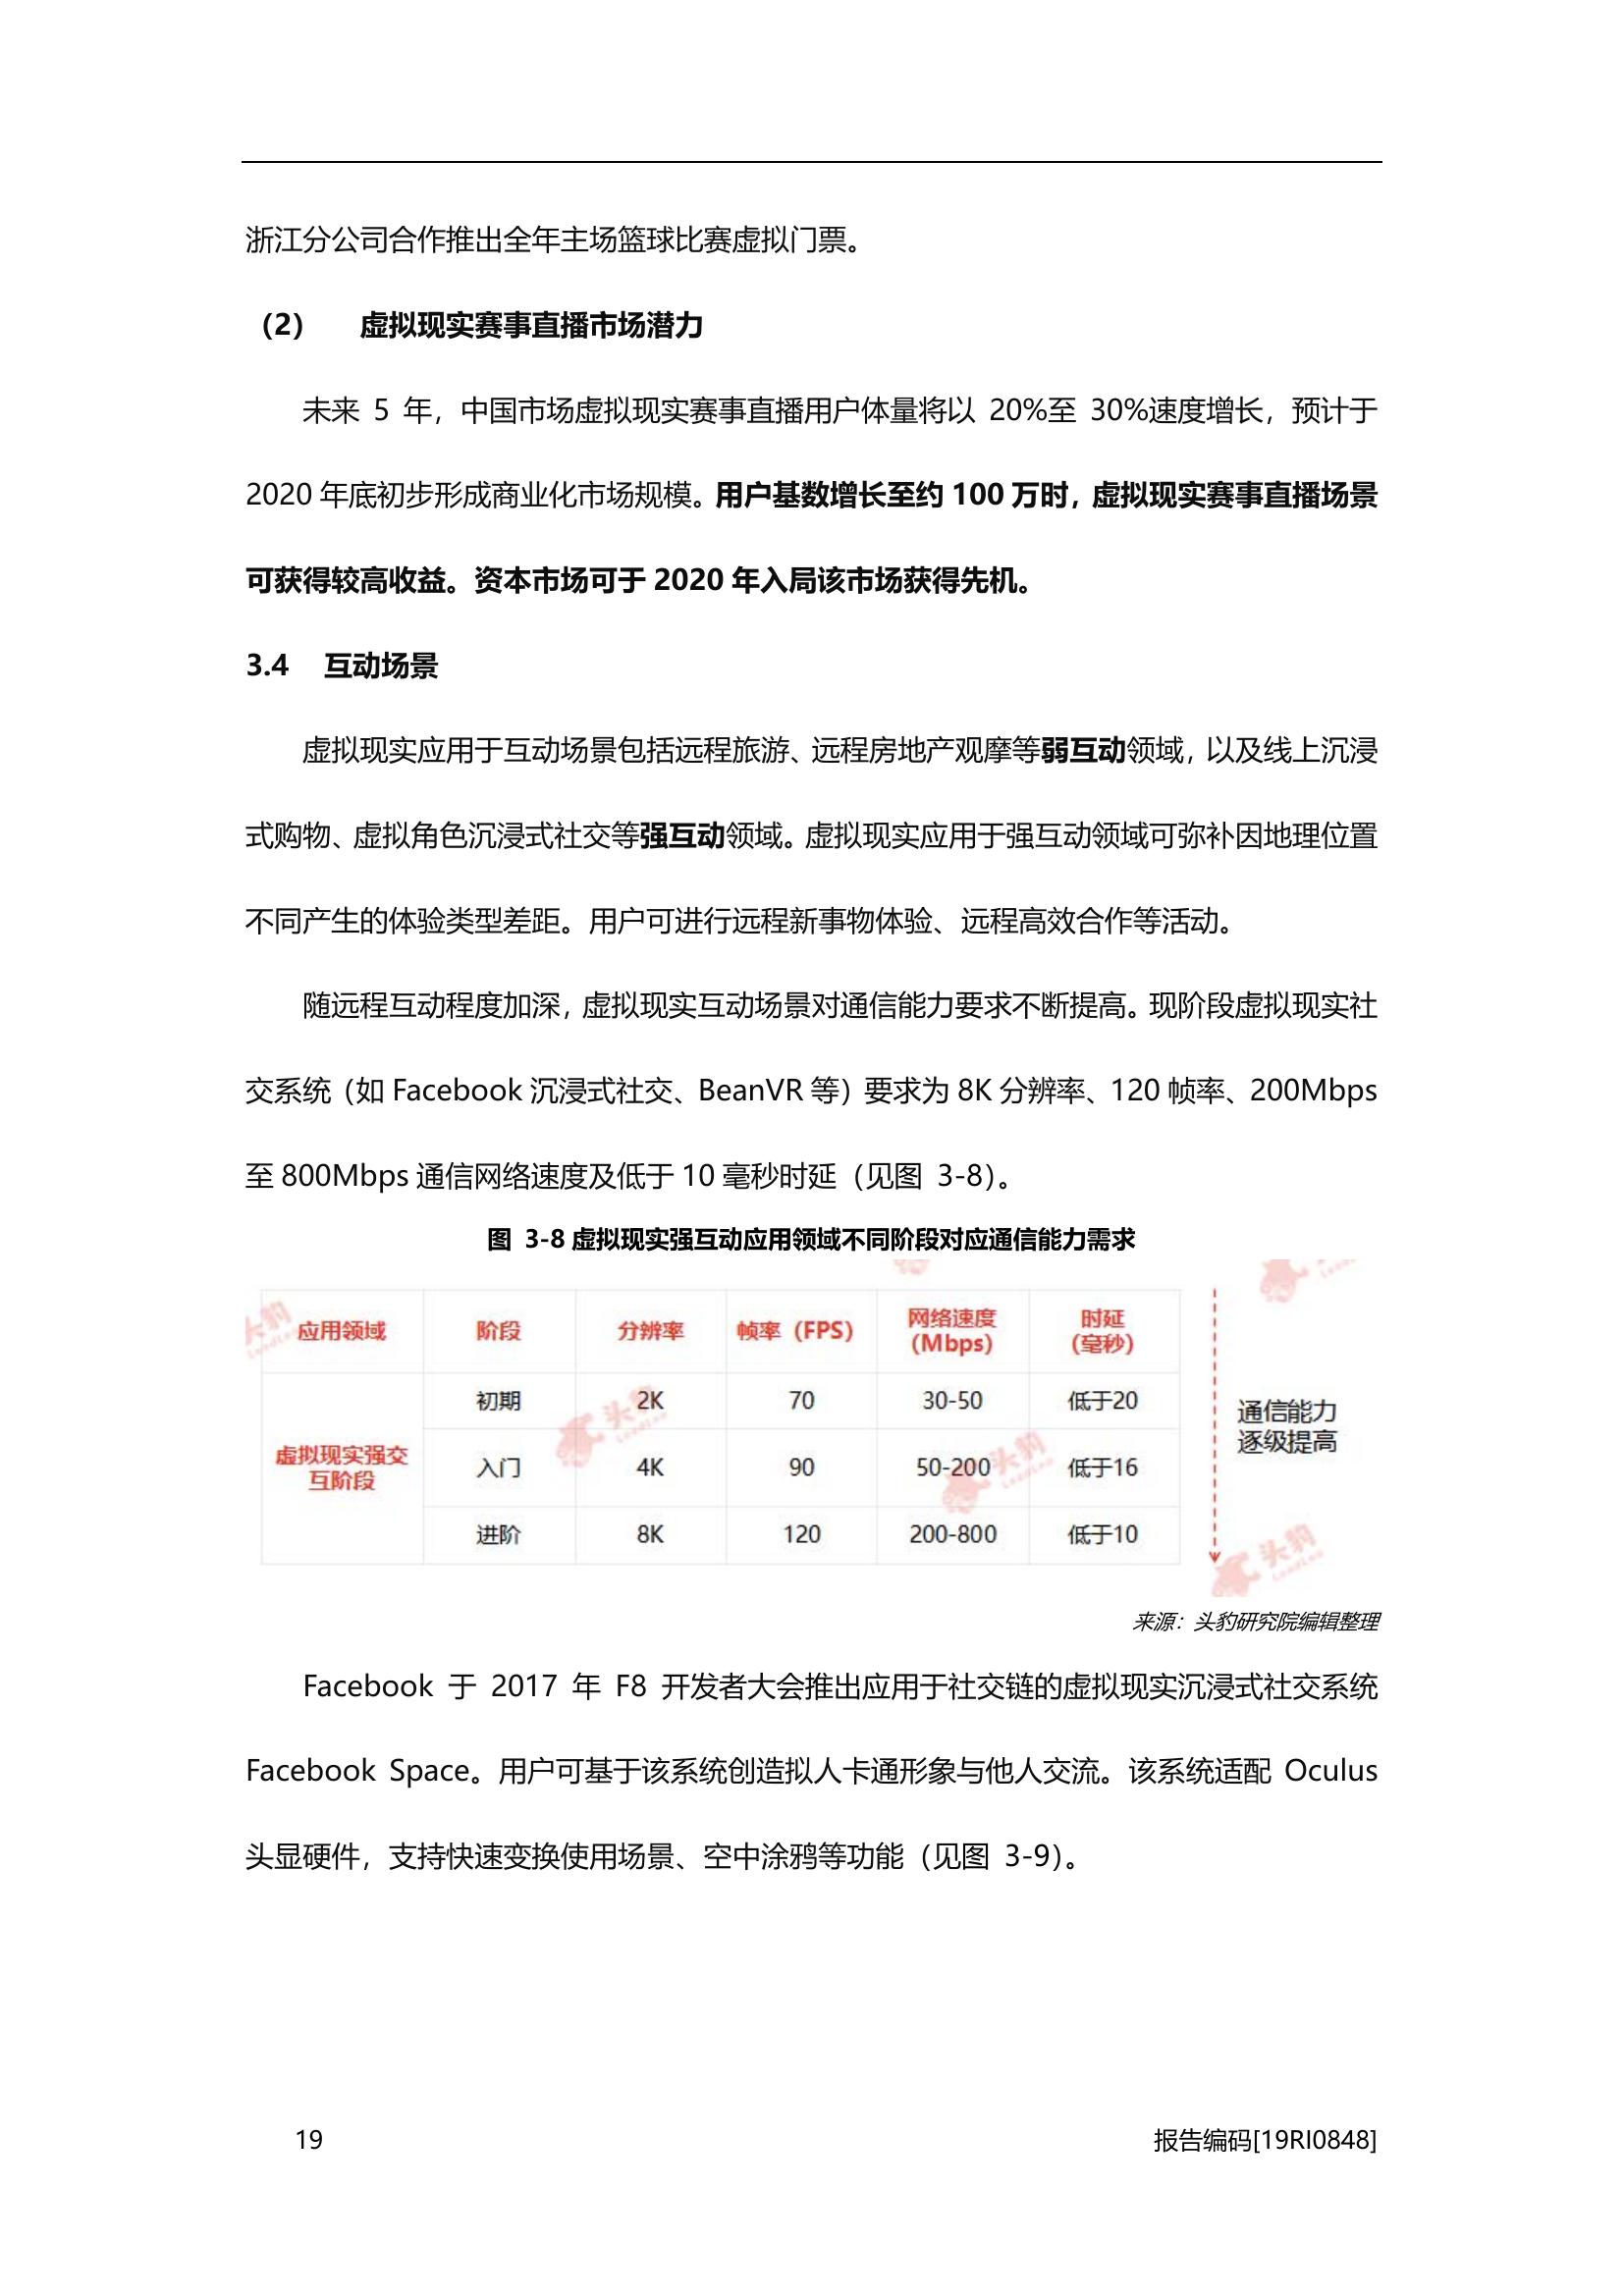 浙江分公司合作推出全年主场篮球比赛虚拟门票。
（2） 虚拟现实赛事直播市场潜力
未来 5 年，中国市场虚拟现实赛事直播用户体量将以 20%至 30%速度增长，预计于
2020 年底初步形成商业化市场规模。用户基数增长至约 100 万时，虚拟现实赛事直播场景
可获得较高收益。资本市场可于 2020 年入局该市场获得先机。
3.4 互动场景
虚拟现实应用于互动场景包括远程旅游、远程房地产观摩等弱互动领域，以及线上沉浸
式购物、虚拟角色沉浸式社交等强互动领域。虚拟现实应用于强互动领域可弥补因地理位置
不同产生的体验类型差距。用户可进行远程新事物体验、远程高效合作等活动。
随远程互动程度加深，虚拟现实互动场景对通信能力要求不断提高。现阶段虚拟现实社
交系统（如 Facebook 沉浸式社交、BeanVR 等）要求为 8K 分辨率、120 帧率、200Mbps
至 800Mbps 通信网络速度及低于 10 毫秒时延（见图 3-8）。
图 3-8 虚拟现实强互动应用领域不同阶段对应通信能力需求
应用领域 阶段 分辨率 帧率（FPS） 网络速度（Mbps） 时延（毫秒）
虚拟现实强交互阶段
初期 2K 70 30-50 低于20
入门 4K 90 50-200 低于16
进阶 8K 120 200-800 低于10
通信能力
逐级提高
头豹
来源：头豹研究院编辑整理
Facebook 于 2017 年 F8 开发者大会推出应用于社交链的虚拟现实沉浸式社交系统
Facebook Space。用户可基于该系统创造拟人卡通形象与他人交流。该系统适配 Oculus
头显硬件，支持快速变换使用场景、空中涂鸦等功能（见图 3-9）。
19 报告编码[19RI0848]